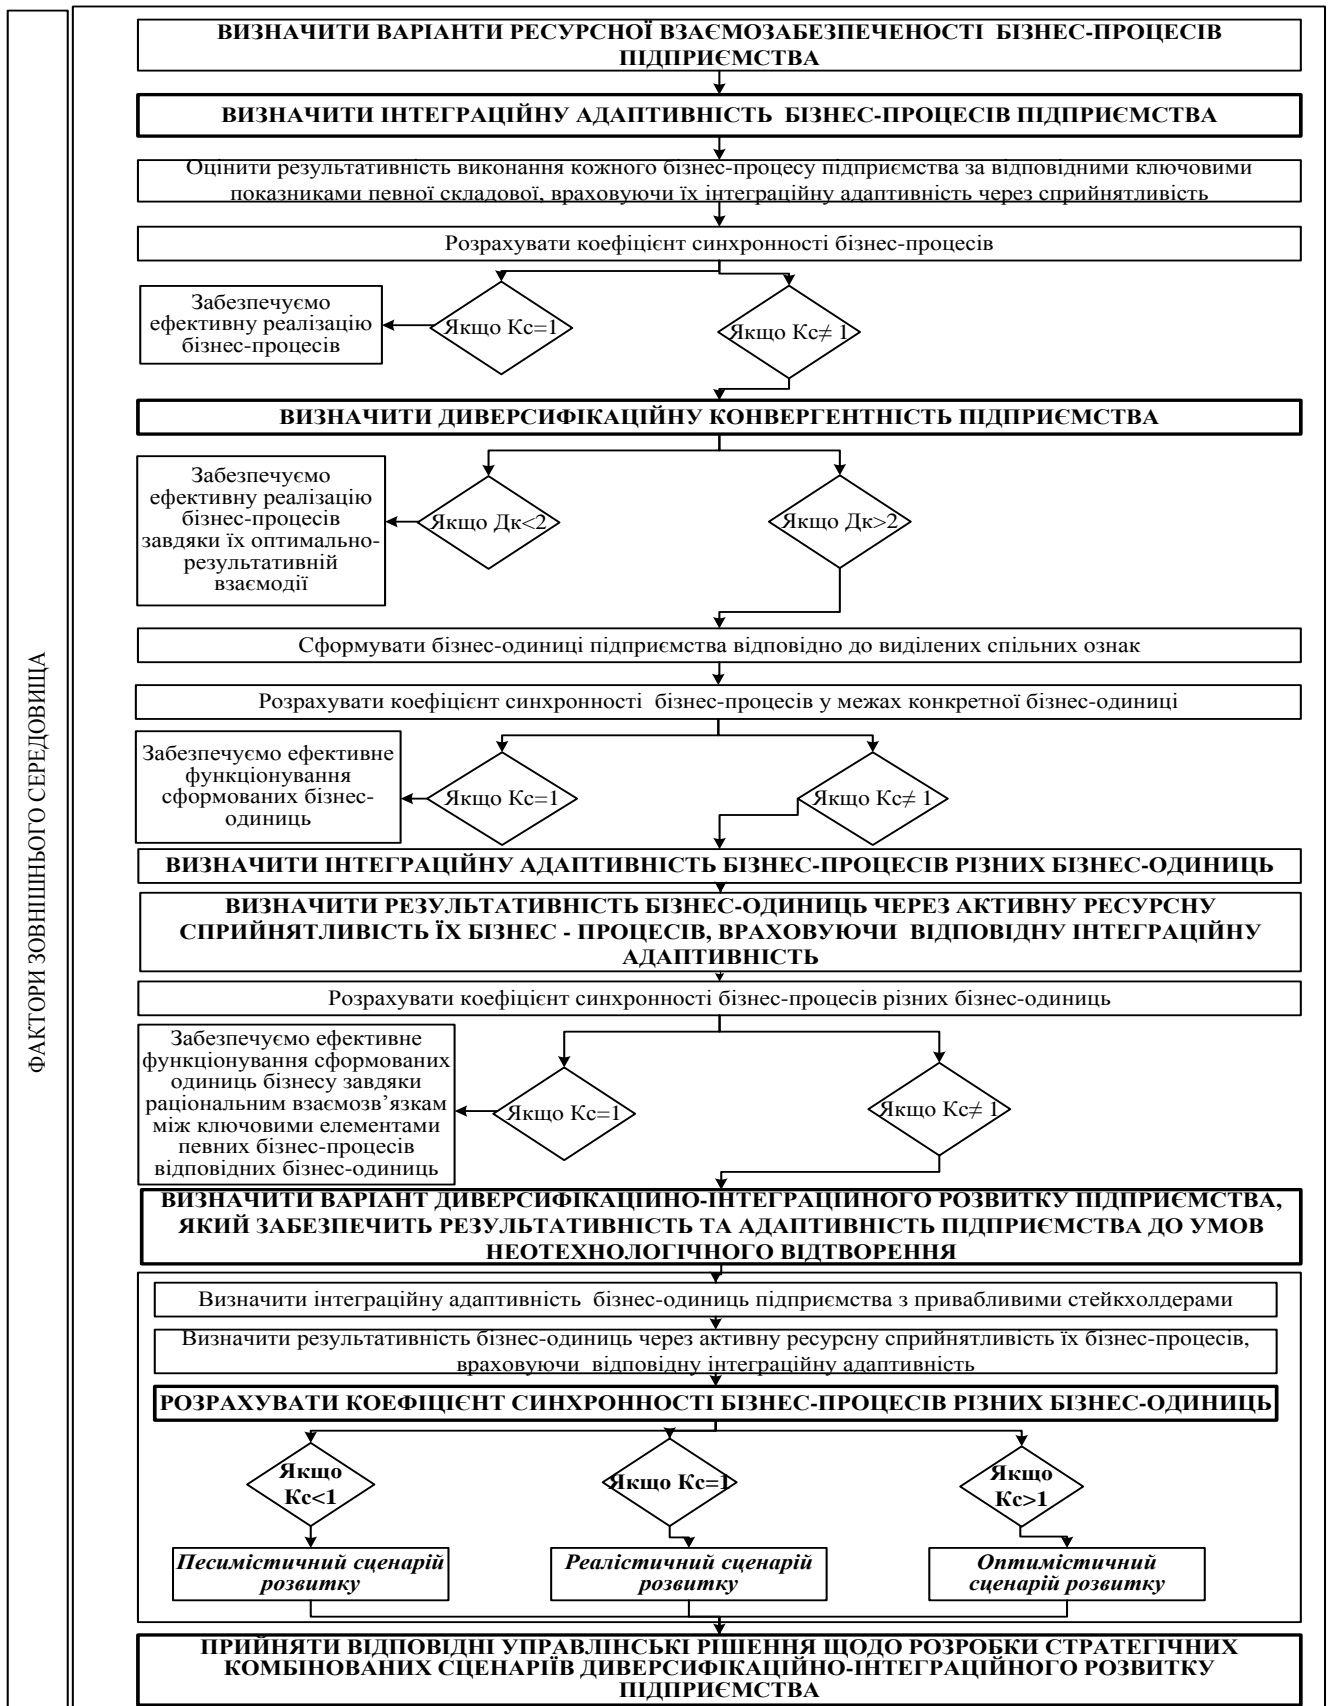 ФАКТОРИ ЗОВНІШНЬОГО СЕРЕДОВИЩА
ВИЗНАЧИТИ ВАРІАНТИ РЕСУРСНОЇ ВЗАЄМОЗАБЕЗПЕЧЕНОСТІ БІЗНЕС-ПРОЦЕСІВ
ПІДПРИЄМСТВА
ВИЗНАЧИТИ ІНТЕГРАЦІЙНУ АДАПТИВНІСТЬ БІЗНЕС-ПРОЦЕСІВ ПІДПРИЄМСТВА
Оцінити результативність виконання кожного бізнес-процесу підприємства за відповідними ключовими
показниками певної складової, враховуючи їх інтеграційну адаптивність через сприйнятливість
Розрахувати коефіцієнт синхронності бізнес-процесів
Забезпечуємо
ефективну реалізацію
бізнес-процесів
Якщо Кс=1
Якщо Кс≠ 1
ВИЗНАЧИТИ ДИВЕРСИФІКАЦІЙНУ КОНВЕРГЕНТНІСТЬ ПІДПРИЄМСТВА
Забезпечуємо
ефективну реалізацію
бізнес-процесів
завдяки їх оптимально-
результативній
взаємодії
Якщо Дк<2
Якщо Дк>2
Сформувати бізнес-одиниці підприємства відповідно до виділених спільних ознак
Розрахувати коефіцієнт синхронності бізнес-процесів у межах конкретної бізнес-одиниці
Забезпечуємо ефективне
функціонування
сформованих бізнес-
одиниць
Якщо Кс=1
Якщо Кс≠ 1
ВИЗНАЧИТИ ІНТЕГРАЦІЙНУ АДАПТИВНІСТЬ БІЗНЕС-ПРОЦЕСІВ РІЗНИХ БІЗНЕС-ОДИНИЦЬ
ВИЗНАЧИТИ РЕЗУЛЬТАТИВНІСТЬ БІЗНЕС-ОДИНИЦЬ ЧЕРЕЗ АКТИВНУ РЕСУРСНУ
СПРИЙНЯТЛИВІСТЬ ЇХ БІЗНЕС - ПРОЦЕСІВ, ВРАХОВУЮЧИ ВІДПОВІДНУ ІНТЕГРАЦІЙНУ
АДАПТИВНІСТЬ
Розрахувати коефіцієнт синхронності бізнес-процесів різних бізнес-одиниць
Забезпечуємо ефективне
функціонування сформованих
одиниць бізнесу завдяки
раціональним взаємозв’язкам
між ключовими елементами
певних бізнес-процесів
відповідних бізнес-одиниць
Якщо Кс=1
Якщо Кс≠ 1
ВИЗНАЧИТИ ВАРІАНТ ДИВЕРСИФІКАЦІЙНО-ІНТЕГРАЦІЙНОГО РОЗВИТКУ ПІДПРИЄМСТВА,
ЯКИЙ ЗАБЕЗПЕЧИТЬ РЕЗУЛЬТАТИВНІСТЬ ТА АДАПТИВНІСТЬ ПІДПРИЄМСТВА ДО УМОВ
НЕОТЕХНОЛОГІЧНОГО ВІДТВОРЕННЯ
Визначити інтеграційну адаптивність бізнес-одиниць підприємства з привабливими стейкхолдерами
Визначити результативність бізнес-одиниць через активну ресурсну сприйнятливість їх бізнес-процесів,
враховуючи відповідну інтеграційну адаптивність
РОЗРАХУВАТИ КОЕФІЦІЄНТ СИНХРОННОСТІ БІЗНЕС-ПРОЦЕСІВ РІЗНИХ БІЗНЕС-ОДИНИЦЬ
Якщо
Кс<1
Якщо Кс=1
Якщо
Кс>1
Песимістичний сценарій
розвитку
Реалістичний сценарій
розвитку
Оптимістичний
сценарій розвитку
ПРИЙНЯТИ ВІДПОВІДНІ УПРАВЛІНСЬКІ РІШЕННЯ ЩОДО РОЗРОБКИ СТРАТЕГІЧНИХ
КОМБІНОВАНИХ СЦЕНАРІЇВ ДИВЕРСИФІКАЦІЙНО-ІНТЕГРАЦІЙНОГО РОЗВИТКУ
ПІДПРИЄМСТВА